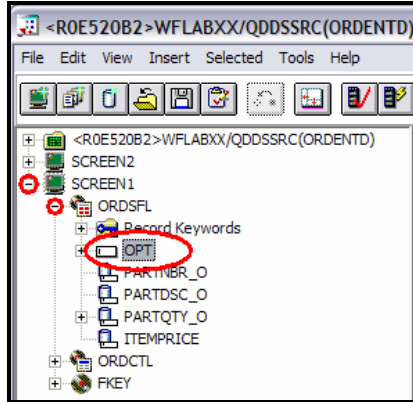 <R0E520B2>WFLABXX/QDDSSRC(ORDENTD)
File Edit View Insert Selected Tools Help
<R0E520B2>WFLABXX/QDDSSRC(ORDENTD)
SCREEN2
SCREEN1
ORDSFL
Record Keywords
OPT
PARTNBR_O
PARTDSC_O
PARTQTY_O
ITEMPRICE
ORDCTL
FKEY